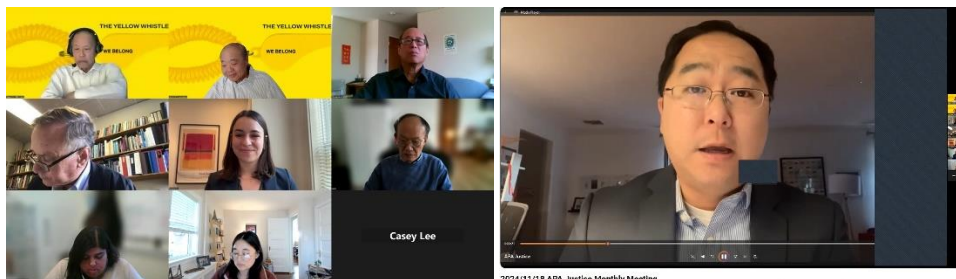 THE YELLOW WHISTLE
THE YELLOW WHISTLE
WE BELONG
WE BELONG
Casey Lee
APA Justice
2024/11/18 APA Justice Monthly Meeting